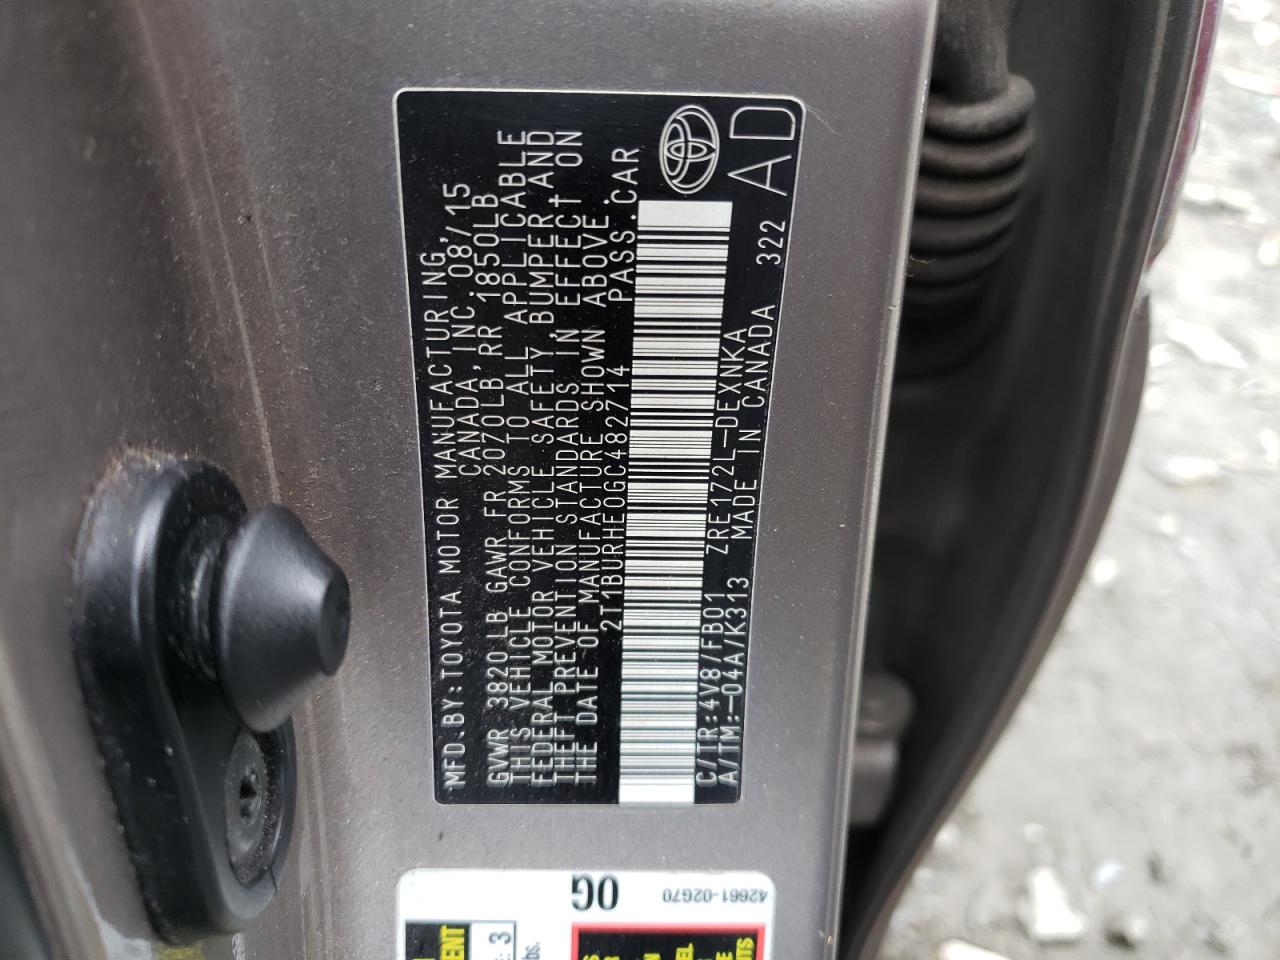 MFD.BY:TOYOTA MOTOR MANUFACTURING,
CANADA,INC. 08/15
GVWR 3820LB GAWR FR 2070LB,RR 1850LB
THIS VEHICLE CONFORMS TO ALL APPLICABLE
FEDERAL MOTOR VEHICLE SAFETY,BUMPER,AND
THEFT PREVENTION STANDARDS IN EFFECT ON
THE DATE OF MANUFACTURE SHOWN ABOVE.
2T1BURHE0GC482714 PASS.CAR
C/TR:4V8/FB01 ZRE172L-DEXNKA
A/TM:-04A/K313 MADE IN CANADA 322
AD
0G
42661-02G70
3